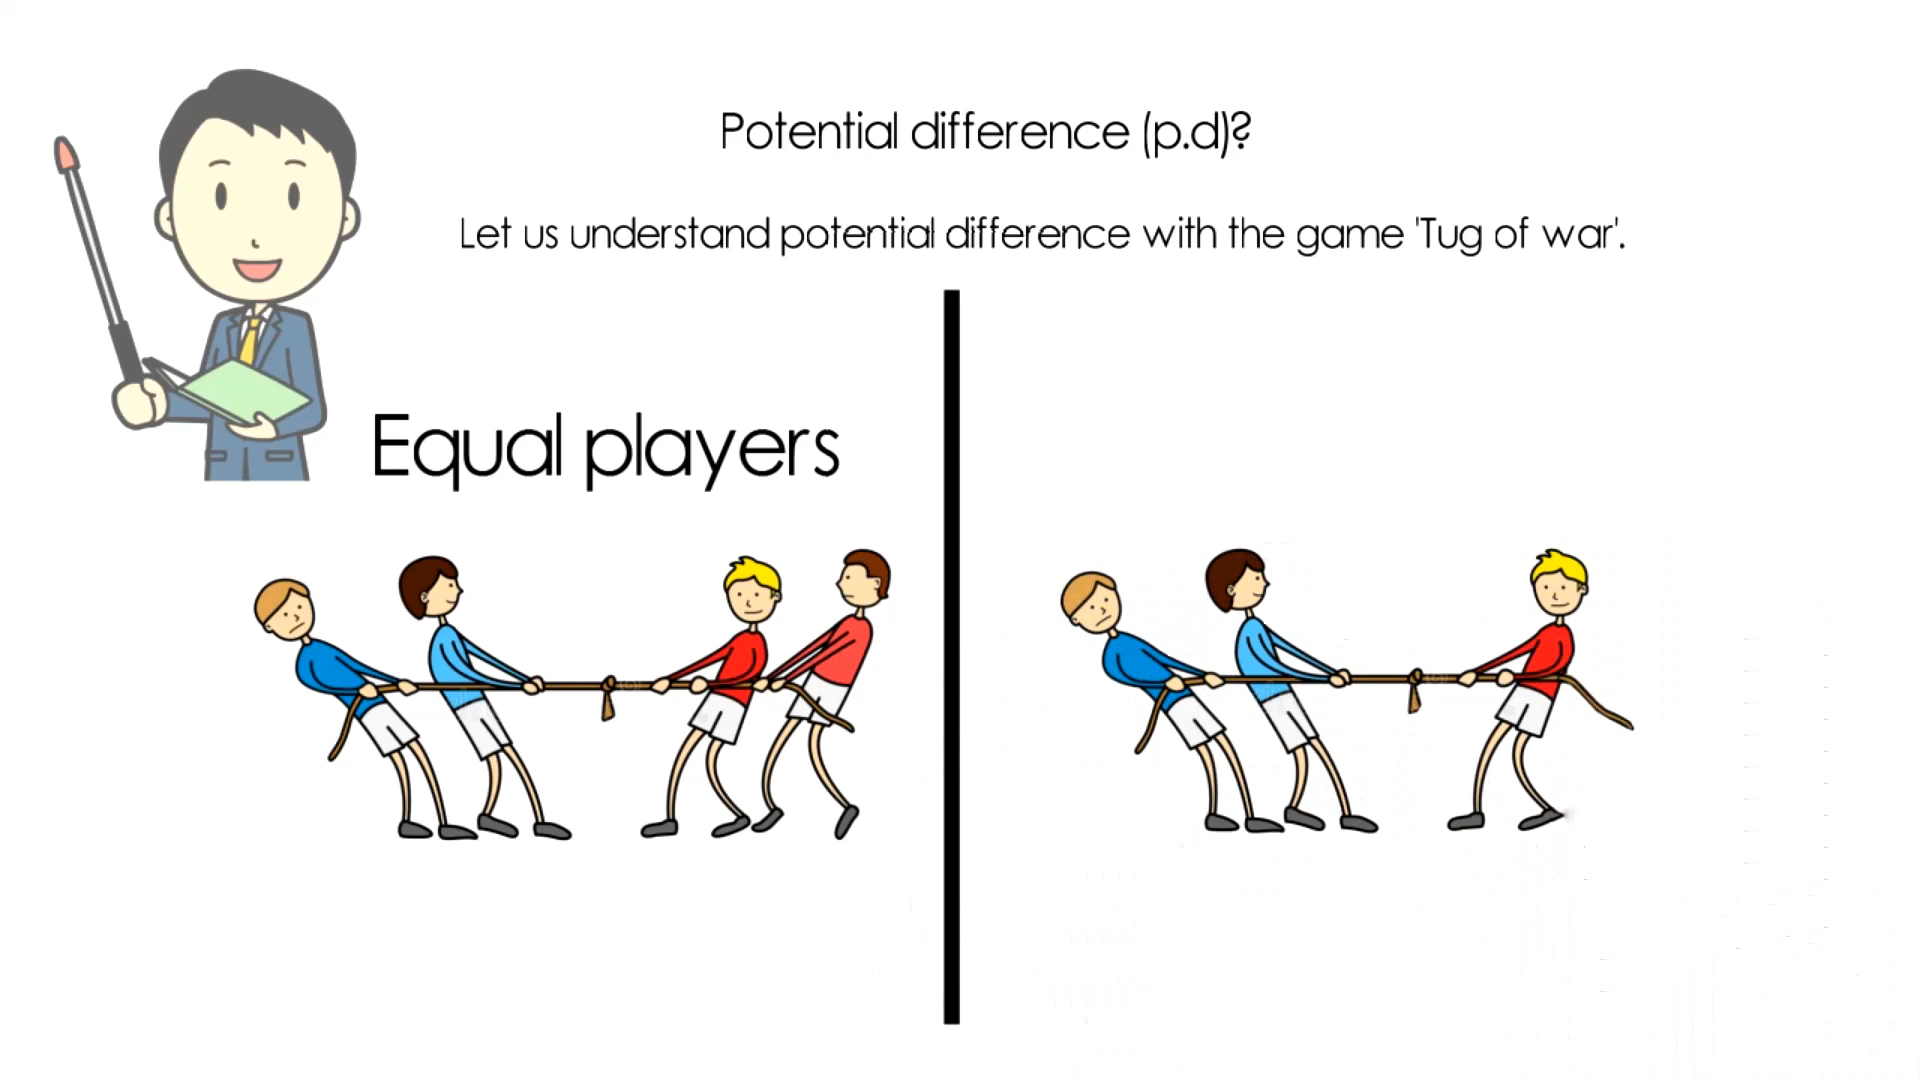 Potential difference (p.d)?
Let us understand potential difference with the game 'Tug of war'.
Equal players